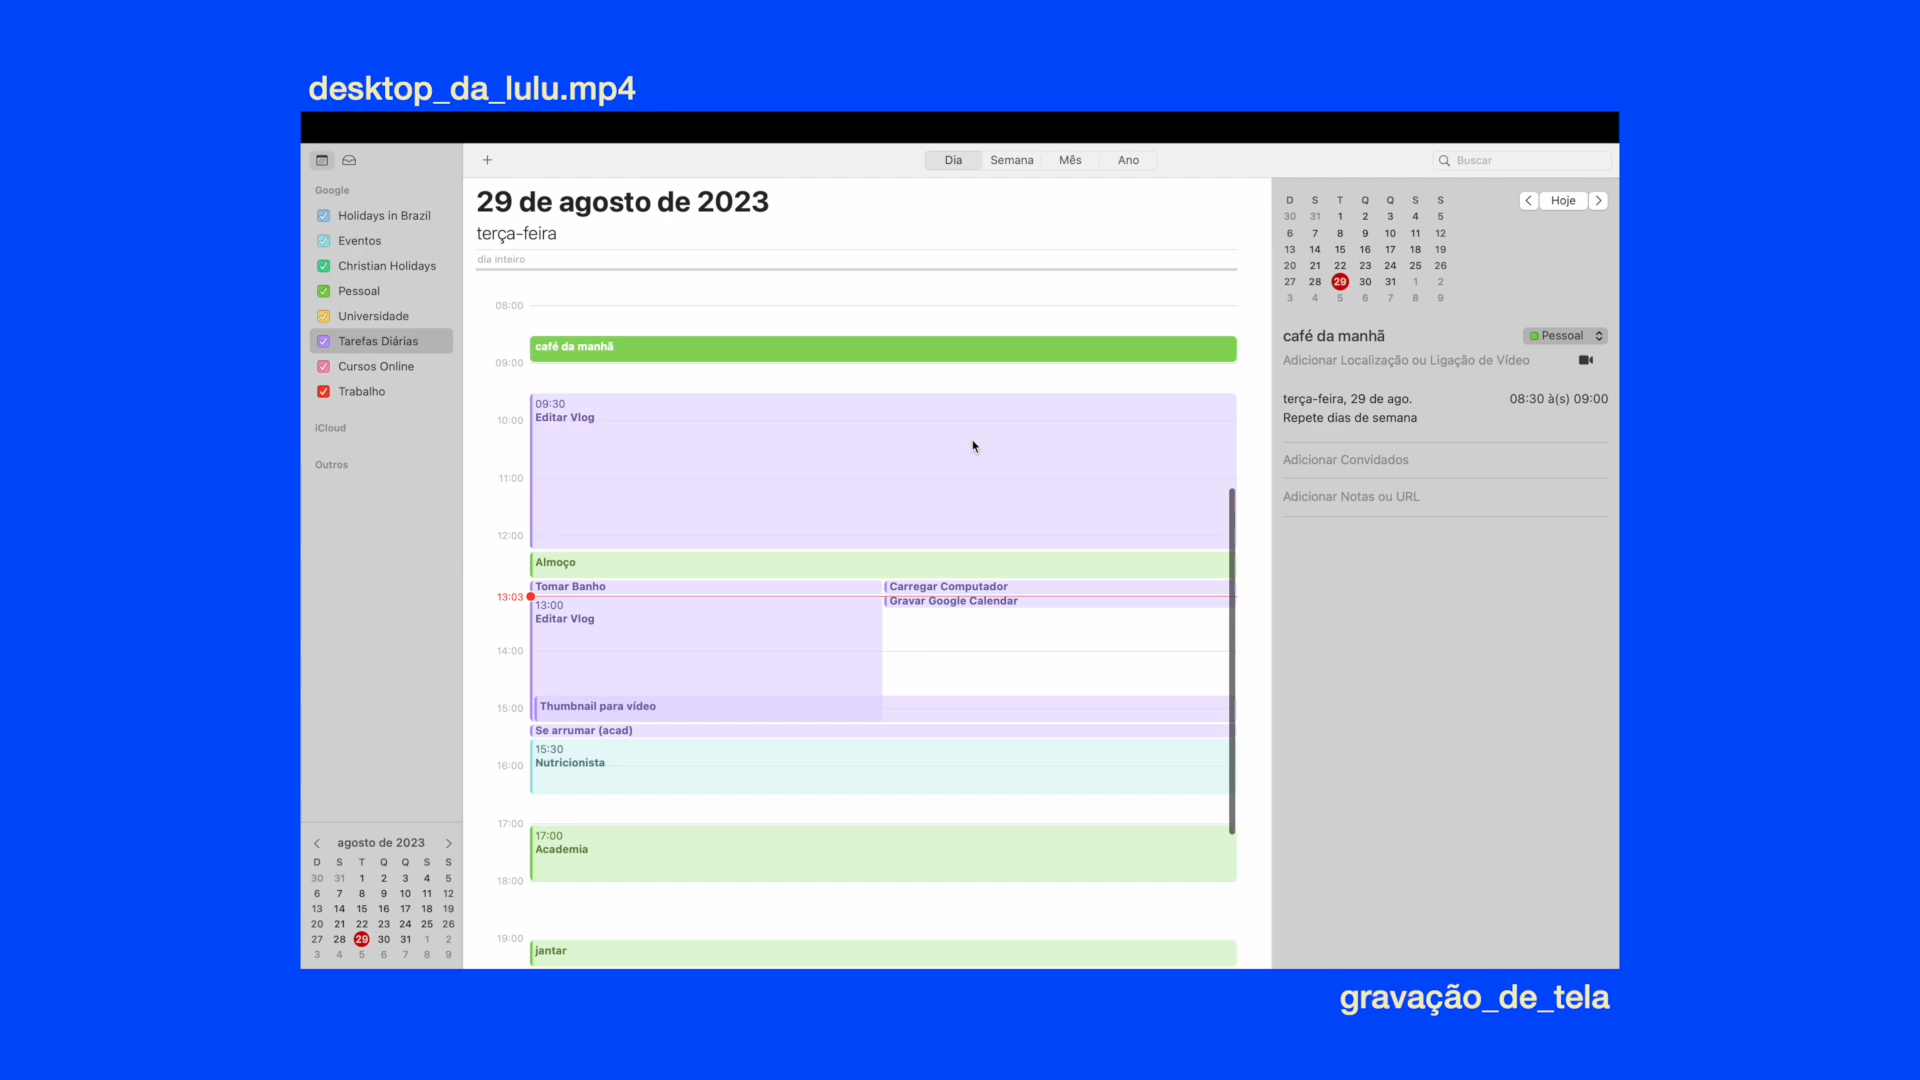 desktop_da_lulu.mp4
Dia Semana Mês Ano
Buscar
Google
Holidays in Brazil
Eventos
Christian Holidays
Pessoal
Universidade
Tarefas Diárias
Cursos Online
Trabalho
iCloud
Outros
agosto de 2023
D S T Q Q S S
30 31 1 2 3 4 5
6 7 8 9 10 11 12
13 14 15 16 17 18 19
20 21 22 23 24 25 26
27 28 29 30 31 1 2
3 4 5 6 7 8 9
29 de agosto de 2023
terça-feira
dia inteiro
08:00
café da manhã
09:00
09:30
Editar Vlog
10:00
11:00
12:00
Almoço
Tomar Banho
Carregar Computador
13:03
Gravar Google Calendar
13:00
Editar Vlog
14:00
Thumbnail para vídeo
15:00
Se arrumar (acad)
15:30
Nutricionista
16:00
17:00
17:00
Academia
18:00
19:00
jantar
D S T Q Q S S
30 31 1 2 3 4 5
6 7 8 9 10 11 12
13 14 15 16 17 18 19
20 21 22 23 24 25 26
27 28 29 30 31 1 2
3 4 5 6 7 8 9
Hoje
café da manhã
Pessoal
Adicionar Localização ou Ligação de Vídeo
terça-feira, 29 de ago. 08:30 à(s) 09:00
Repete dias de semana
Adicionar Convidados
Adicionar Notas ou URL
gravação_de_tela